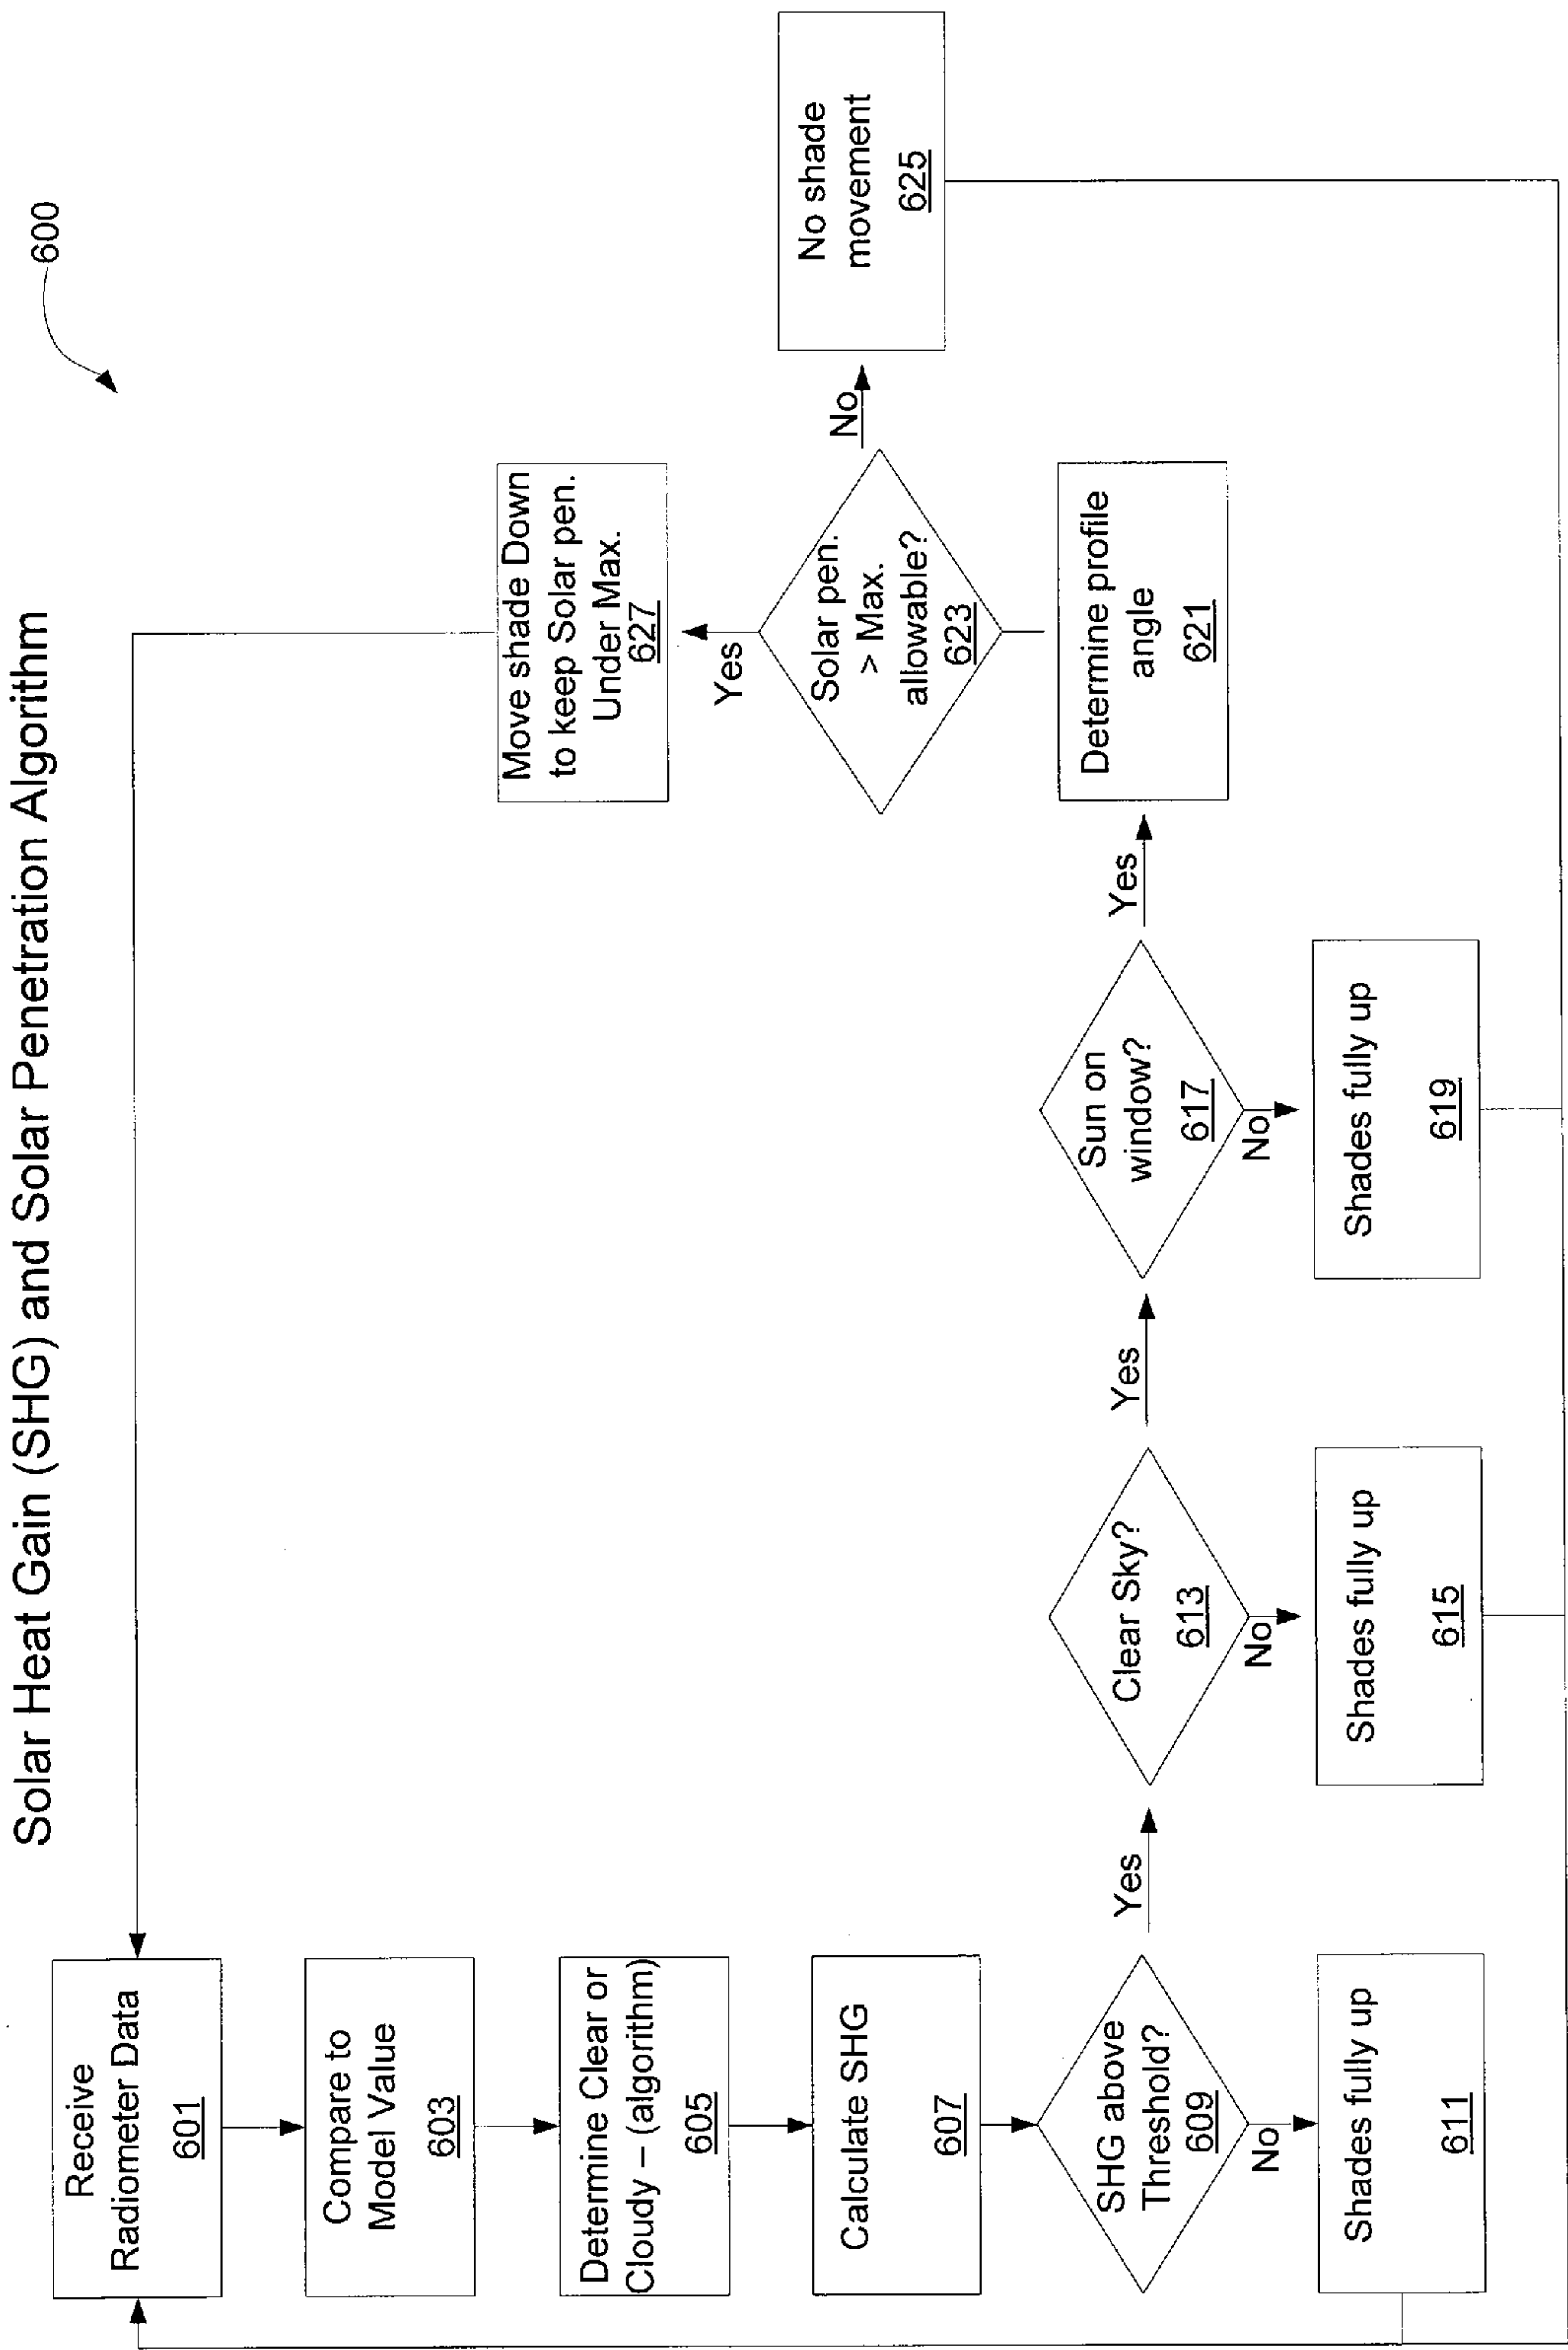 Solar Heat Gain (SHG) and Solar Penetration Algorithm
600
Receive
Radiometer Data
601
Compare to
Model Value
603
Determine Clear or
Cloudy – (algorithm)
605
Calculate SHG
607
SHG above
Threshold?
609
No
Shades fully up
611
Yes
Clear Sky?
613
No
Shades fully up
615
Yes
Sun on
window?
617
No
Shades fully up
619
Yes
Determine profile
angle
621
Solar pen.
> Max.
allowable?
623
Yes
Move shade Down
to keep Solar pen.
Under Max.
627
No
No shade
movement
625